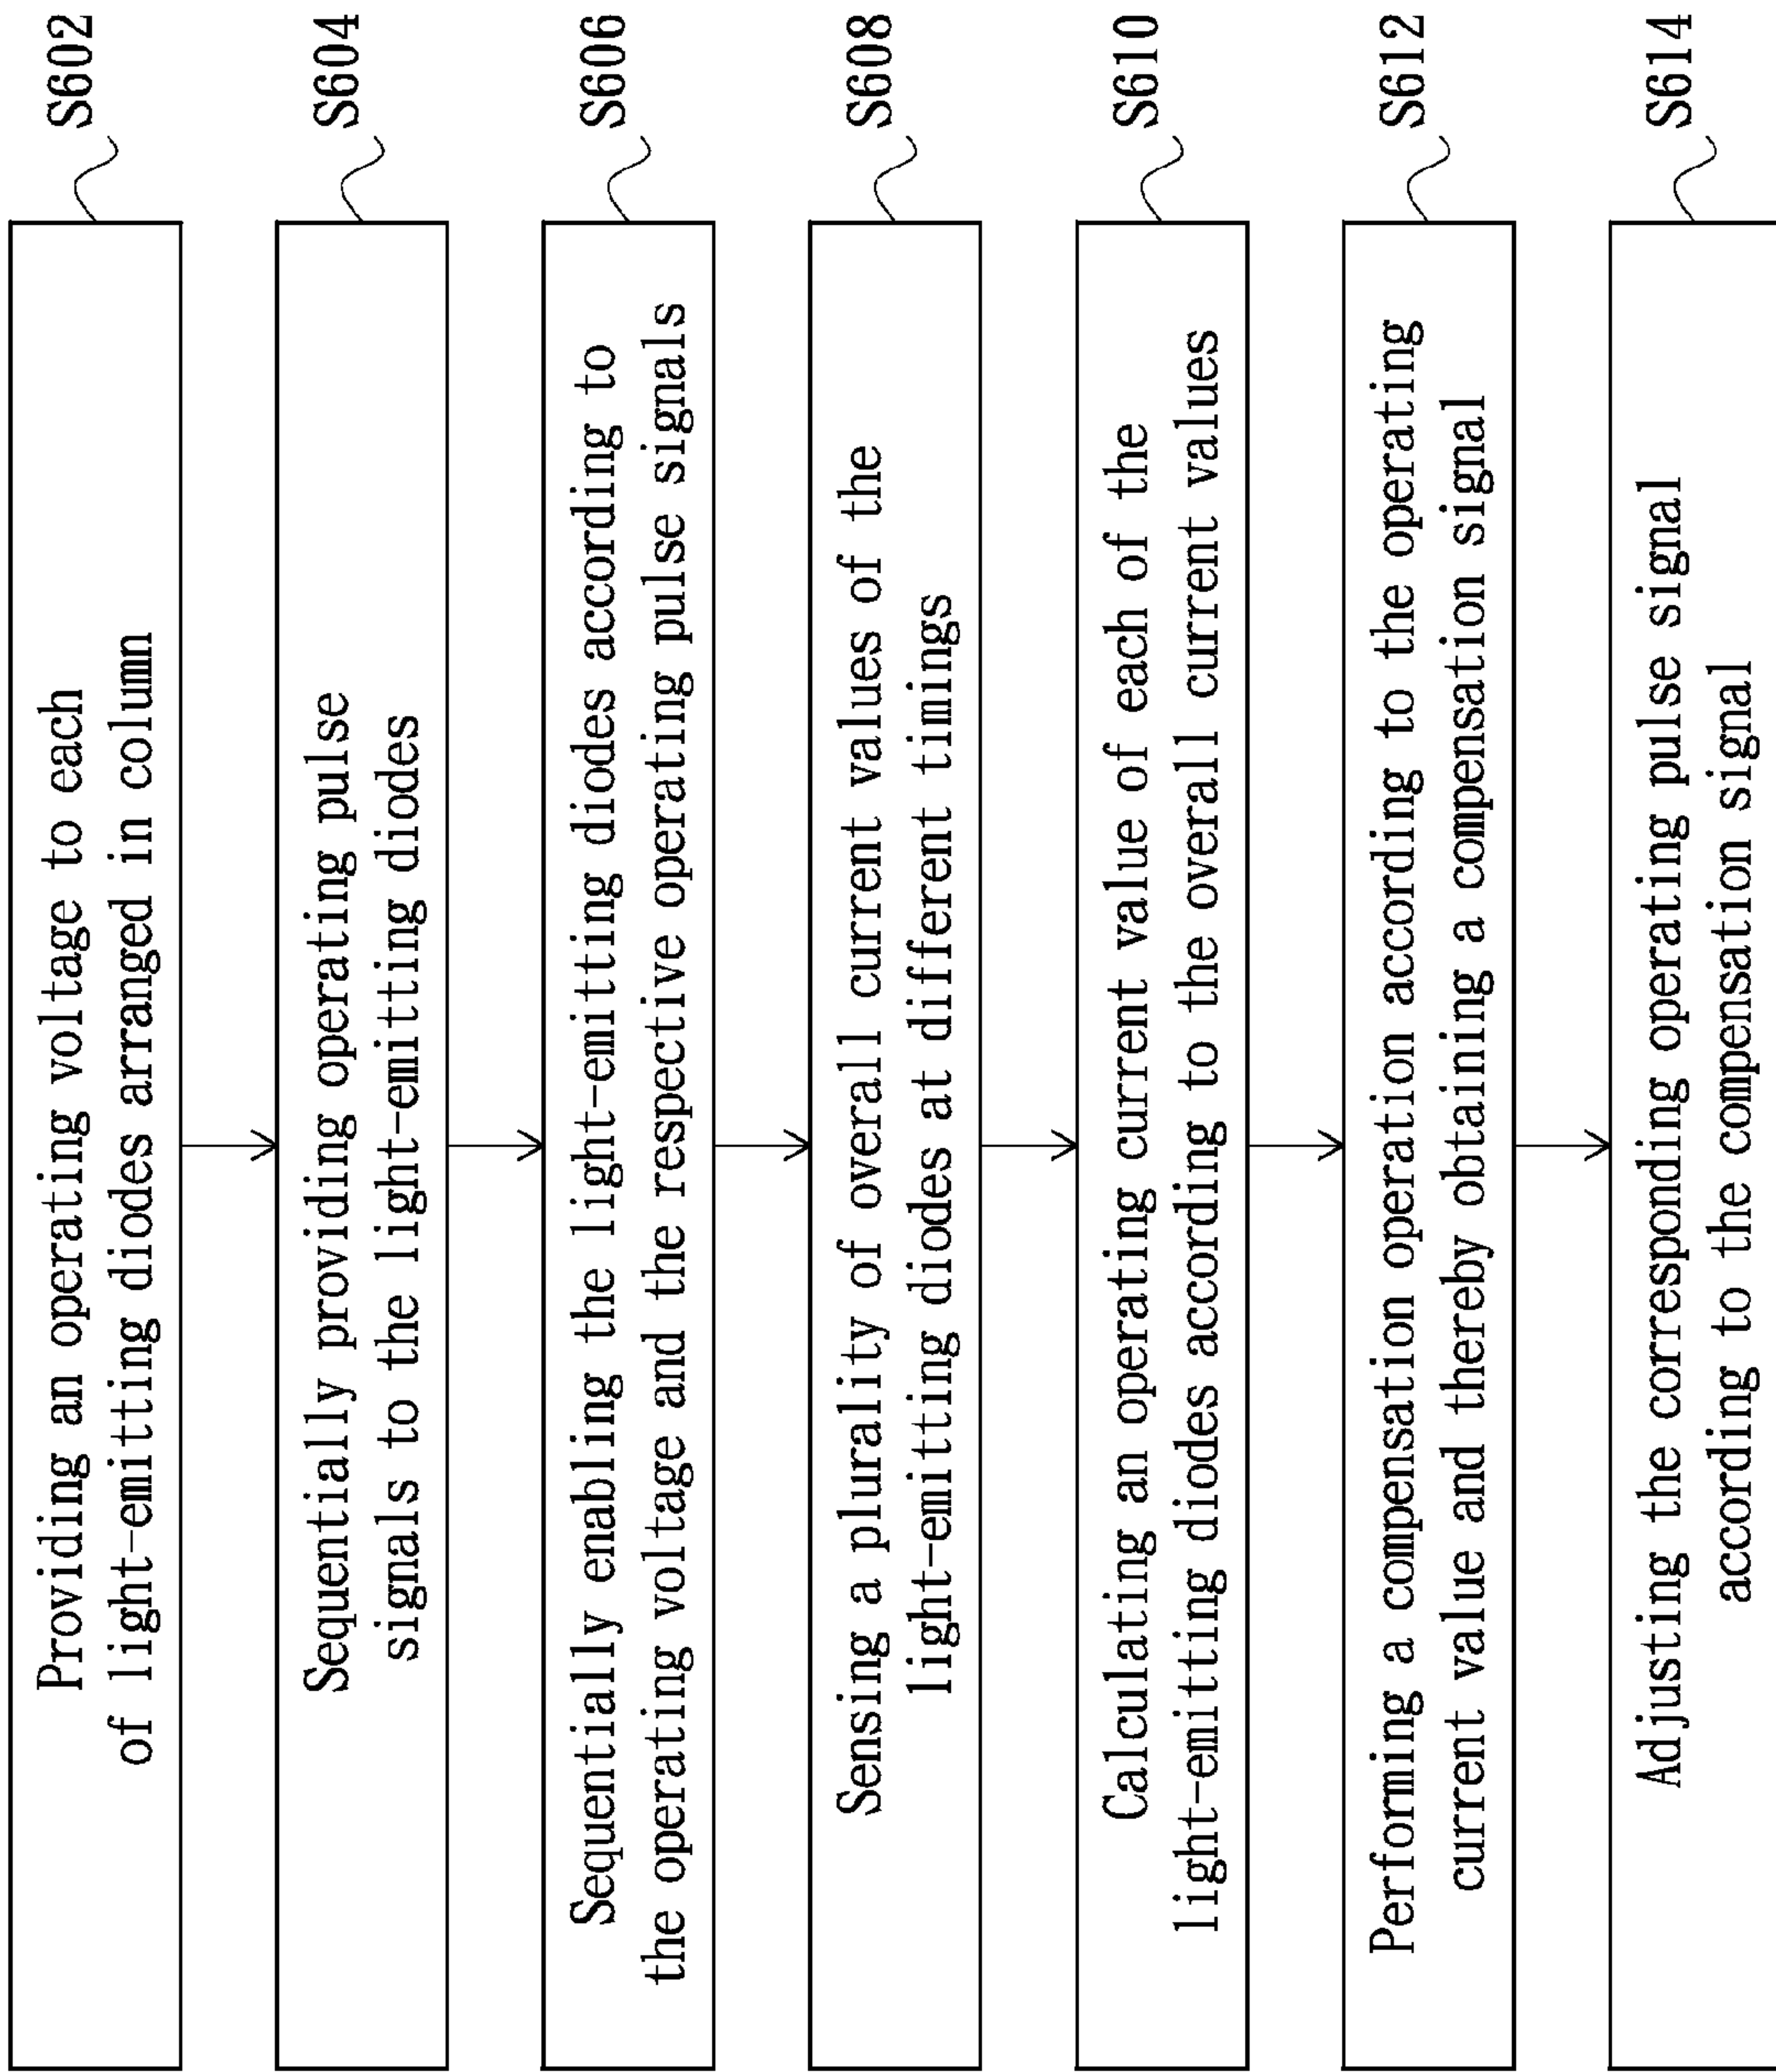 Providing an operating voltage to each
of light-emitting diodes arranged in column
S602
Sequentially providing operating pulse
signals to the light-emitting diodes
S604
Sequentially enabling the light-emitting diodes according to
the operating voltage and the respective operating pulse signals
S606
Sensing a plurality of overall current values of the
light-emitting diodes at different timings
S608
Calculating an operating current value of each of the
light-emitting diodes according to the overall current values
S610
Performing a compensation operation according to the operating
current value and thereby obtaining a compensation signal
S612
Adjusting the corresponding operating pulse signal
according to the compensation signal
S614